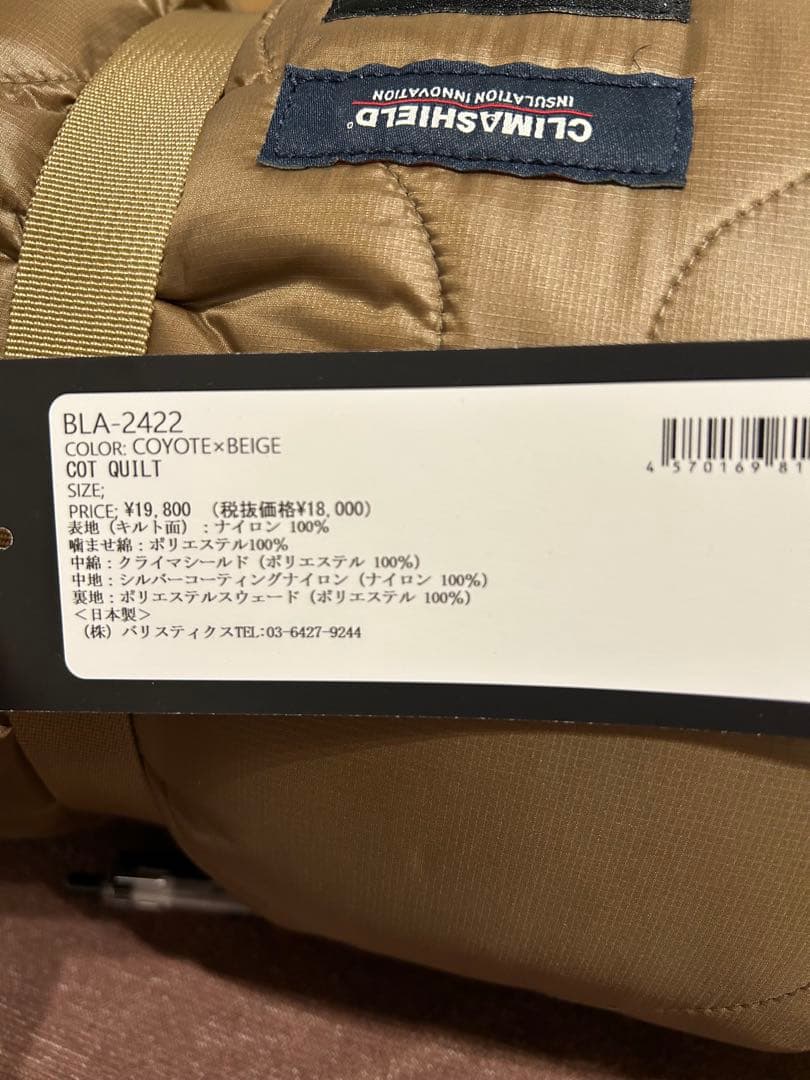 CLIMASHIELD®
INSULATION INNOVATION
BLA-2422
COLOR: COYOTE×BEIGE
COT QUILT
SIZE;
PRICE; ¥19,800 （税抜価格¥18,000）
表地（キルト面）：ナイロン 100%
噛ませ綿：ポリエステル100%
中綿：クライマシールド（ポリエステル 100%）
中地：シルバーコーティングナイロン（ナイロン 100%）
裏地：ポリエステルスウェード（ポリエステル 100%）
＜日本製＞
（株）バリスティクスTEL:03-6427-9244
4 570169 81